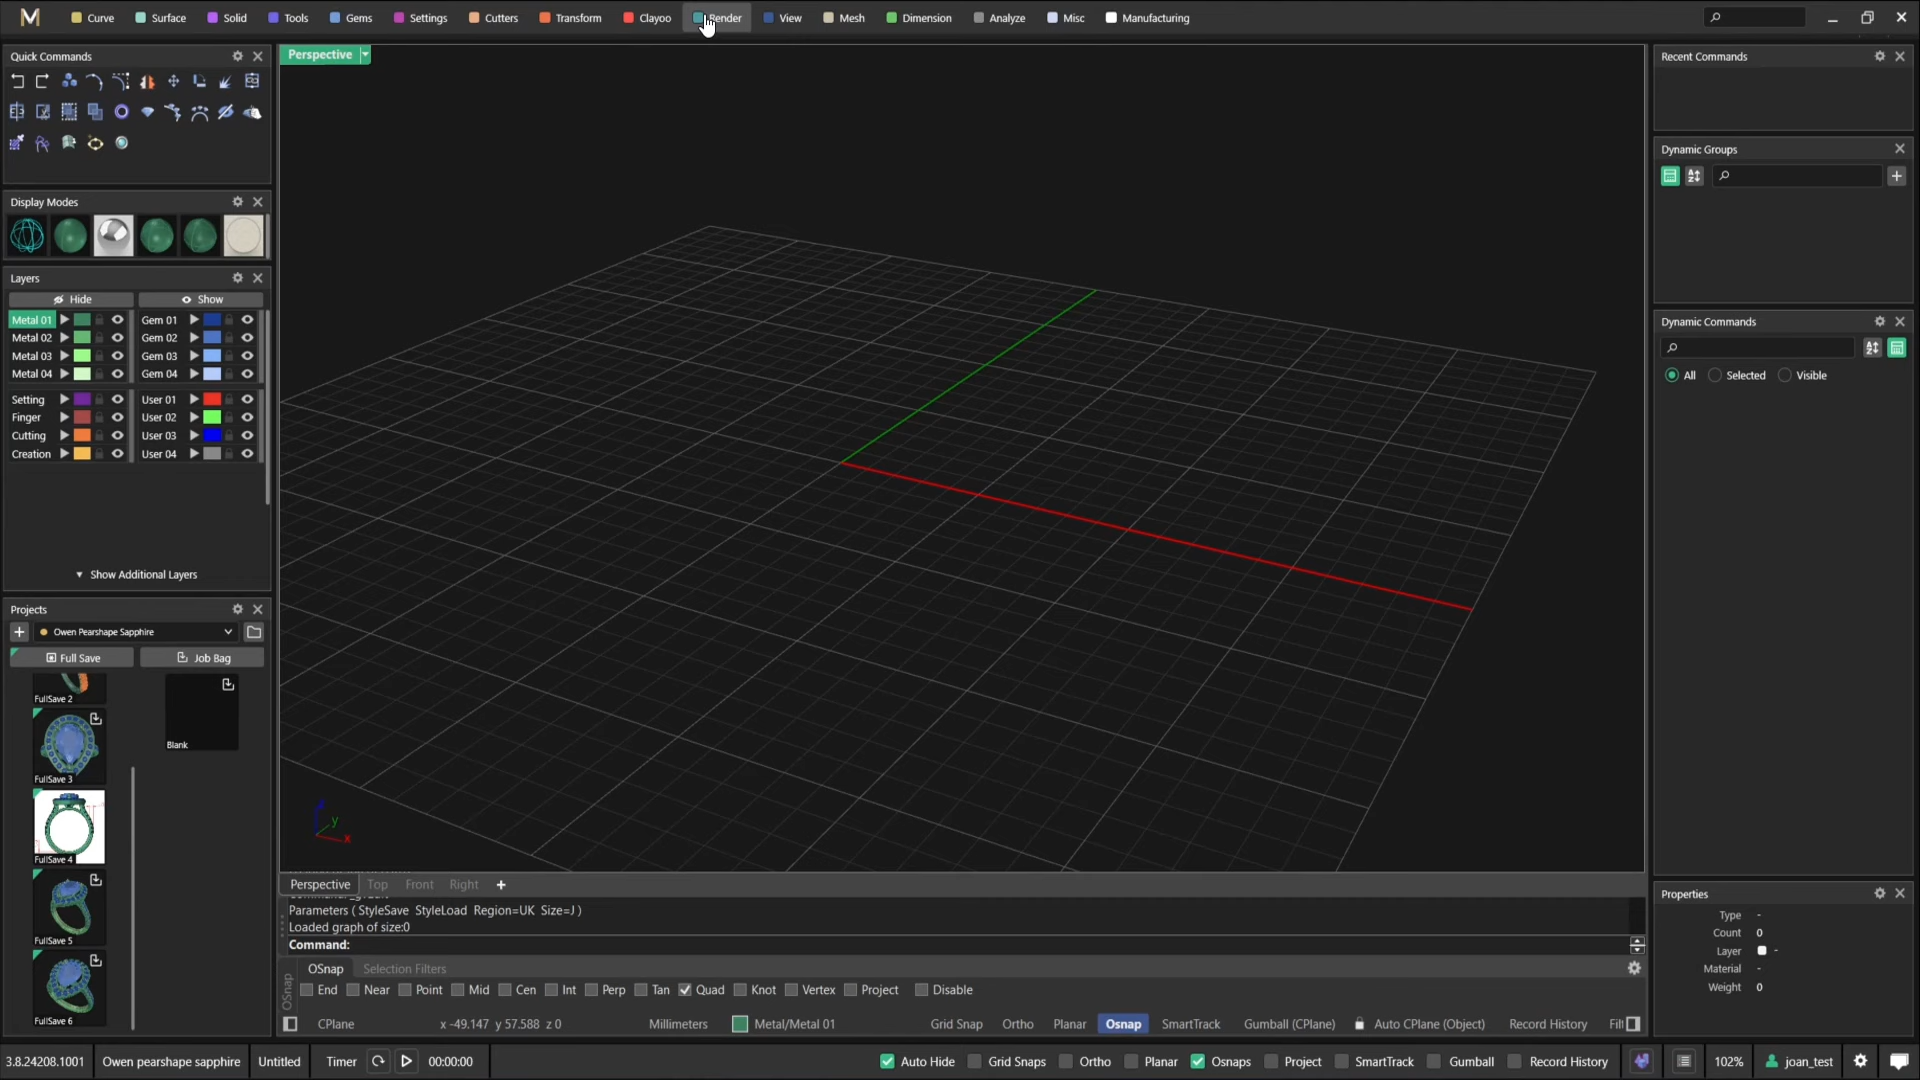 M Curve Surface Solid Tools Gems Settings Cutters Transform Clayoo Render View Mesh Dimension Analyze Misc Manufacturing
Quick Commands
Display Modes
Layers
Hide Show
Metal 01 Gem 01
Metal 02 Gem 02
Metal 03 Gem 03
Metal 04 Gem 04
Setting User 01
Finger User 02
Cutting User 03
Creation User 04
Show Additional Layers
Projects
Owen Pearshape Sapphire
Full Save Job Bag
FullSave 2
Blank
FullSave 3
FullSave 4
FullSave 5
FullSave 6
Perspective
y
x
Perspective Top Front Right +
Parameters ( StyleSave StyleLoad Region=UK Size=J )
Loaded graph of size:0
Command:
OSnap Selection Filters
OSnap
End Near Point Mid Cen Int Perp Tan Quad Knot Vertex Project Disable
CPlane x -49.147 y 57.588 z 0 Millimeters Metal/Metal 01 Grid Snap Ortho Planar Osnap SmartTrack Gumball (CPlane) Auto CPlane (Object) Record History Filt
Recent Commands
Dynamic Groups
Dynamic Commands
All Selected Visible
Properties
Type -
Count 0
Layer -
Material -
Weight 0
3.8.24208.1001 Owen pearshape sapphire Untitled Timer 00:00:00 Auto Hide Grid Snaps Ortho Planar Osnaps Project SmartTrack Gumball Record History 102% joan_test